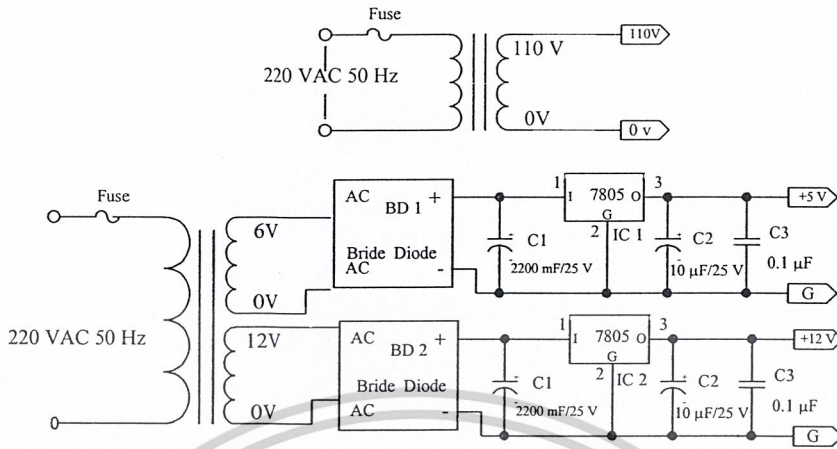 Fuse
110 V
110V
220 VAC 50 Hz
0V
0 v
Fuse
AC +
BD 1
1 7805 3
I O
G
+5 V
6V
2 IC 1
C1
C2
C3
Bride Diode
AC -
2200 mF/25 V
10 µF/25 V
0.1 µF
0V
G
220 VAC 50 Hz
12V
AC +
BD 2
1 7805 3
I O
G
+12 V
2 IC 2
C1
C2
C3
Bride Diode
AC -
2200 mF/25 V
10 µF/25 V
0.1 µF
0V
G